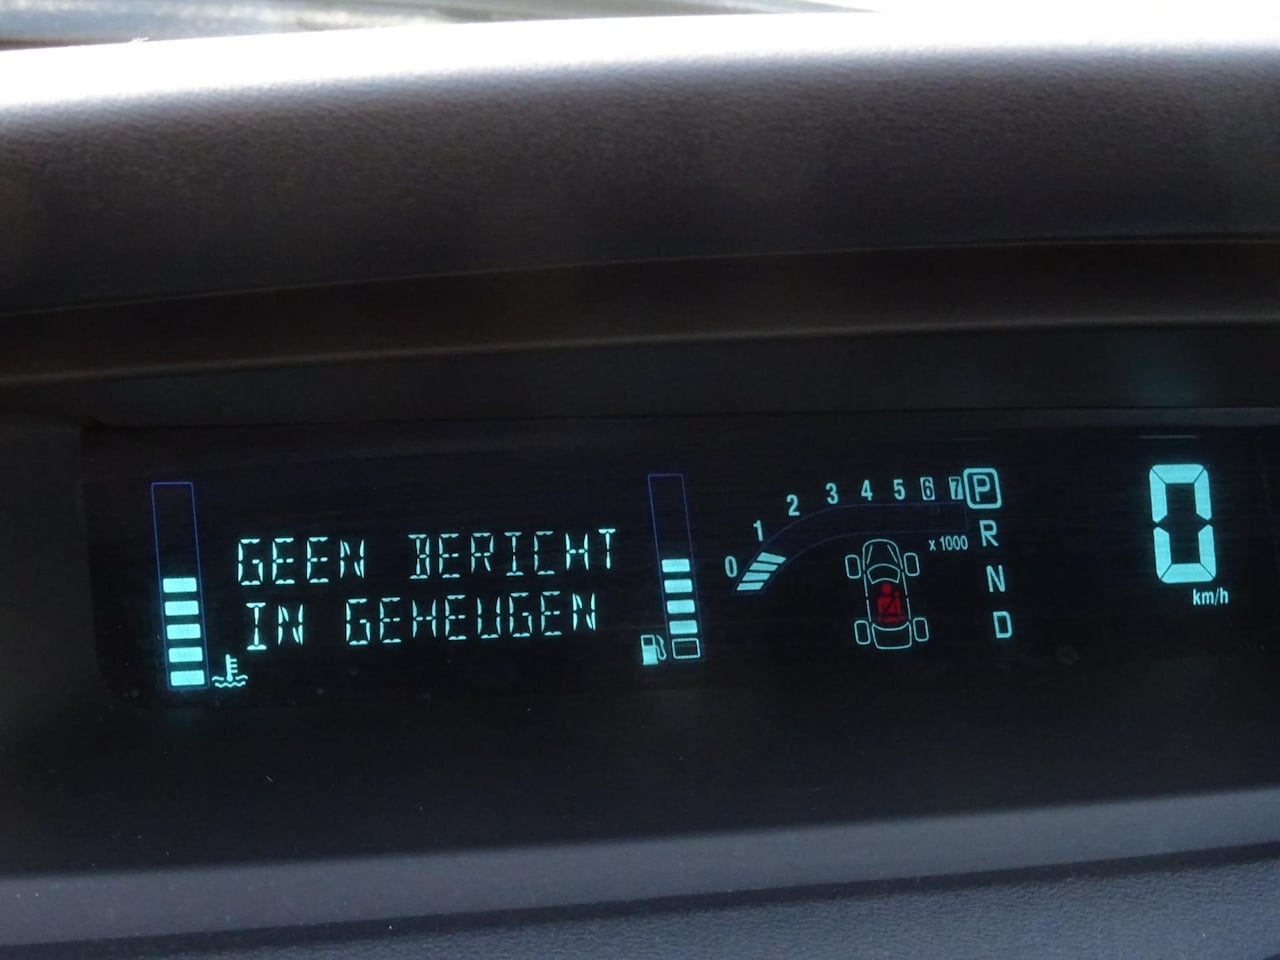 GEEN BERICHT
IN GEHEUGEN
0 1 2 3 4 5 6 7
x 1000
P
R
N
D
0
km/h